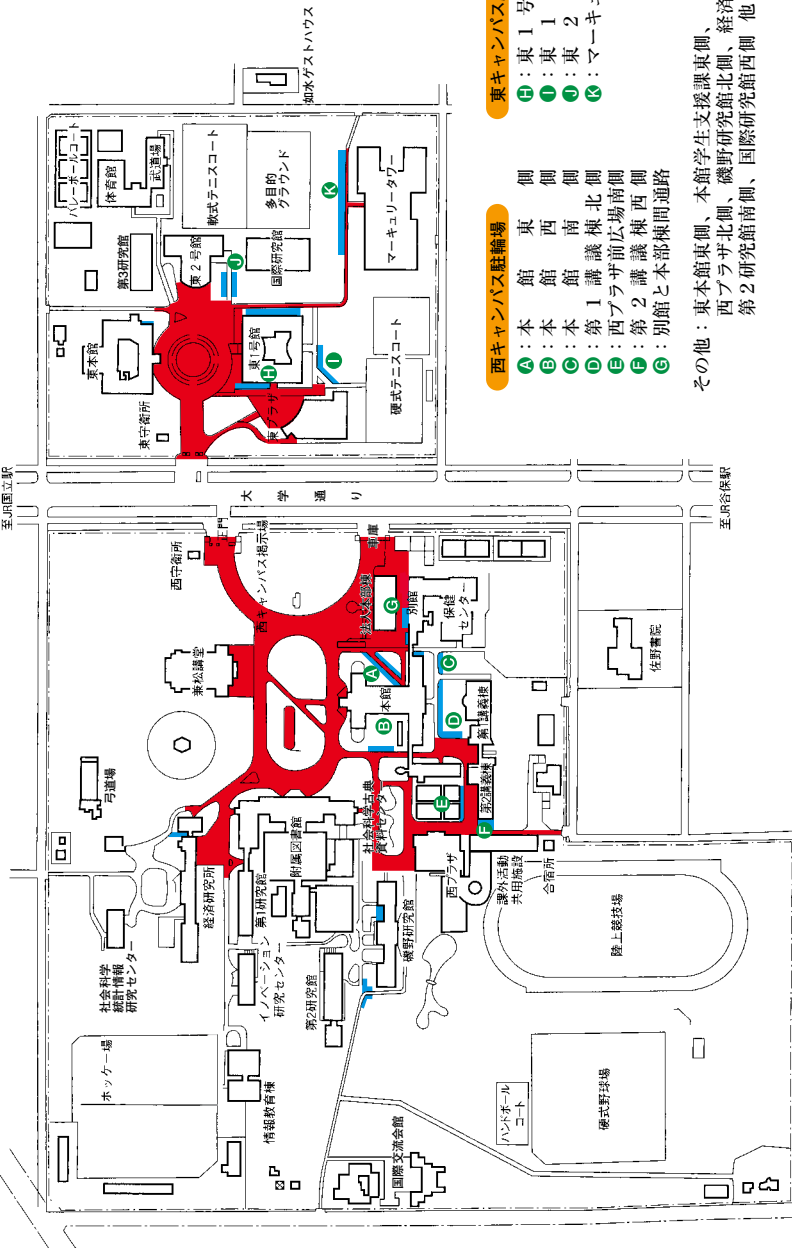 至JR国立駅
大学通り
至JR谷保駅
如水ゲストハウス
バレーボールコート
体育館
武道場
第3研究館
東2号館
軟式テニスコート
多目的
グラウンド
国際研究館
マーキュリータワー
東本館
東1号館
東守衛所
東プラザ
硬式テニスコート
J
K
H
I
西守衛所
正門
西キャンパス掲示場
車庫
法人本部棟
別館
保健
センター
兼松講堂
本館
第1講義棟
第2講義棟
佐野書院
弓道場
附属図書館
社会科学古典
資料センター
西プラザ
課外活動
共用施設
合宿所
経済研究所
第1研究館
イノベーション
研究センター
第2研究館
磯野研究館
陸上競技場
社会科学
統計情報
研究センター
ホッケー場
情報教育棟
国際交流会館
ハンドボール
コート
硬式野球場
A
B
C
D
E
F
G
西キャンパス駐輪場
A:本館東側
B:本館西側
C:本館南側
D:第1講義棟北側
E:西プラザ前広場南側
F:第2講義棟西側
G:別館と本部棟間通路
東キャンパス
H:東1号
I:東1
J:東2
K:マーキュ
その他:東本館東側、本館学生支援課東側、
西プラザ北側、磯野研究館北側、経済
第2研究館南側、国際研究館西側 他